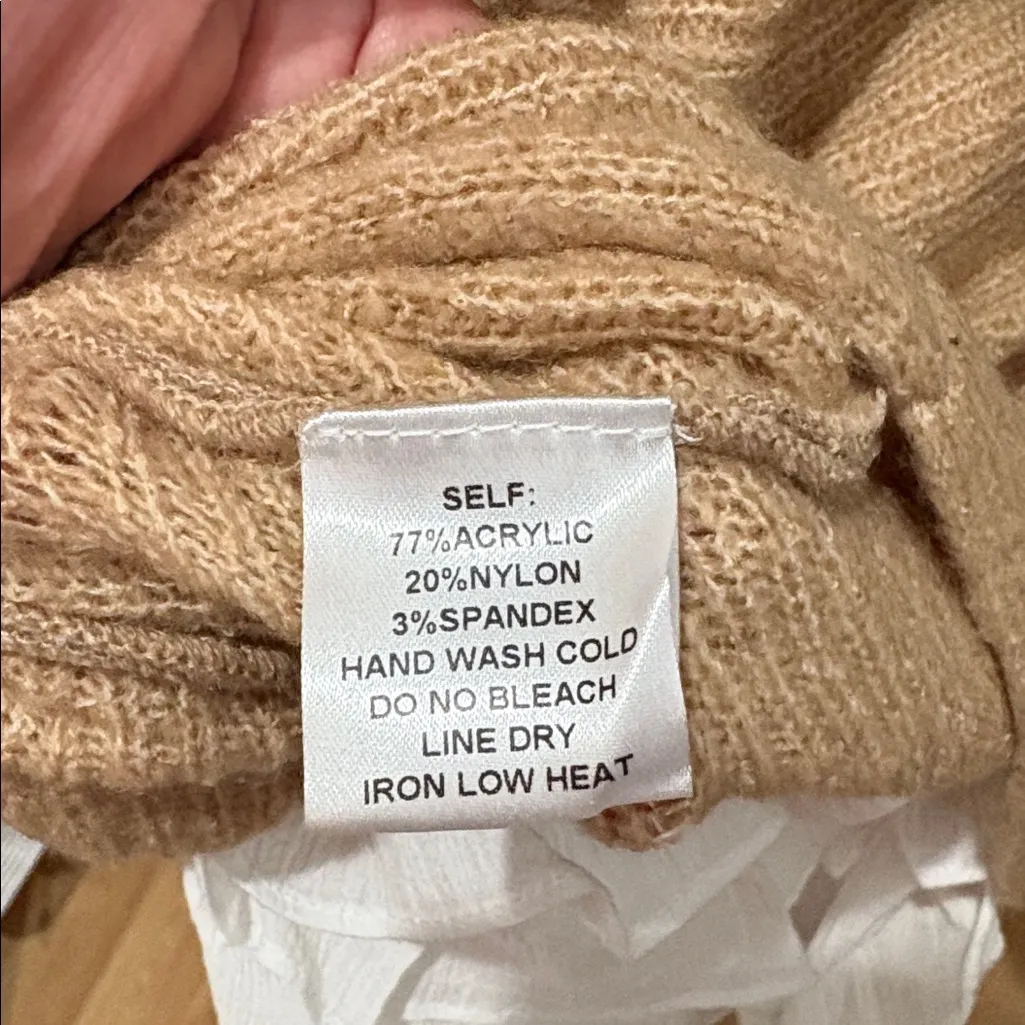 SELF:
77%ACRYLIC
20%NYLON
3%SPANDEX
HAND WASH COLD
DO NO BLEACH
LINE DRY
IRON LOW HEAT